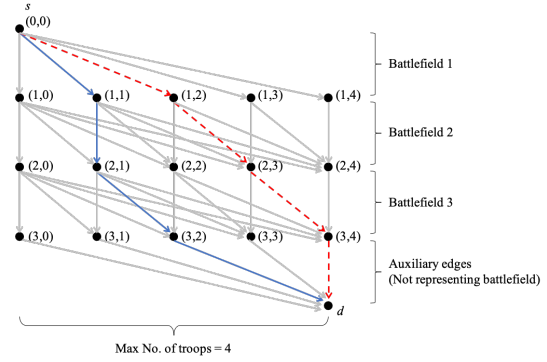 s
(0,0)
Battlefield 1
(1,0) (1,1) (1,2) (1,3) (1,4)
Battlefield 2
(2,0) (2,1) (2,2) (2,3) (2,4)
Battlefield 3
(3,0) (3,1) (3,2) (3,3) (3,4)
Auxiliary edges
(Not representing battlefield)
d
Max No. of troops = 4